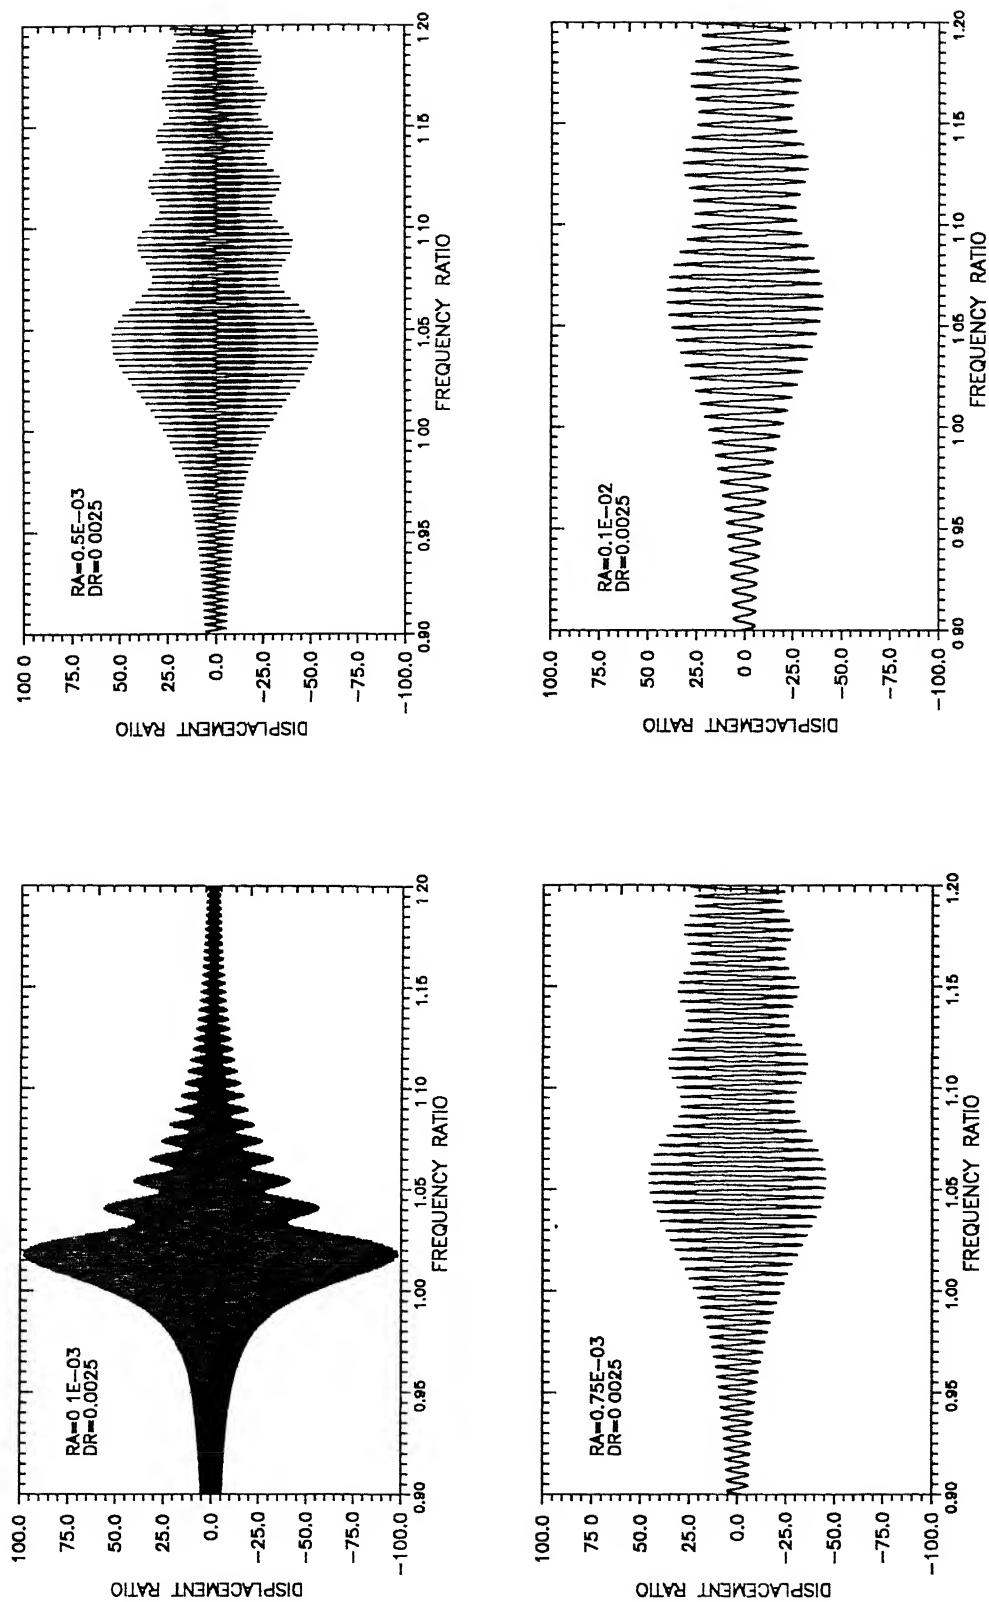 DISPLACEMENT RATIO
100.0
75.0
50.0
25.0
0.0
-25.0
-50.0
-75.0
-100.0
RA=0 1E-03
DR=0.0025
0.90 0.95 1.00 1.05 1.10 1.15 1.20
FREQUENCY RATIO
DISPLACEMENT RATIO
100.0
75.0
50.0
25.0
0.0
-25.0
-50.0
-75.0
-100.0
RA=0.5E-03
DR=0 0025
0.90 0.95 1 00 1.05 1 10 1.15 1.20
FREQUENCY RATIO
DISPLACEMENT RATIO
100.0
75.0
50.0
25.0
0.0
-25.0
-50.0
-75.0
-100.0
RA=0.75E-03
DR=0 0025
0.90 0.95 1.00 1.05 1.10 1.15 1.20
FREQUENCY RATIO
DISPLACEMENT RATIO
100.0
75.0
50 0
25.0
0 0
-25.0
-50.0
-75.0
-100.0
RA=0.1E-02
DR=0.0025
0 90 0.95 1.00 1.05 1.10 1.15 1.20
FREQUENCY RATIO